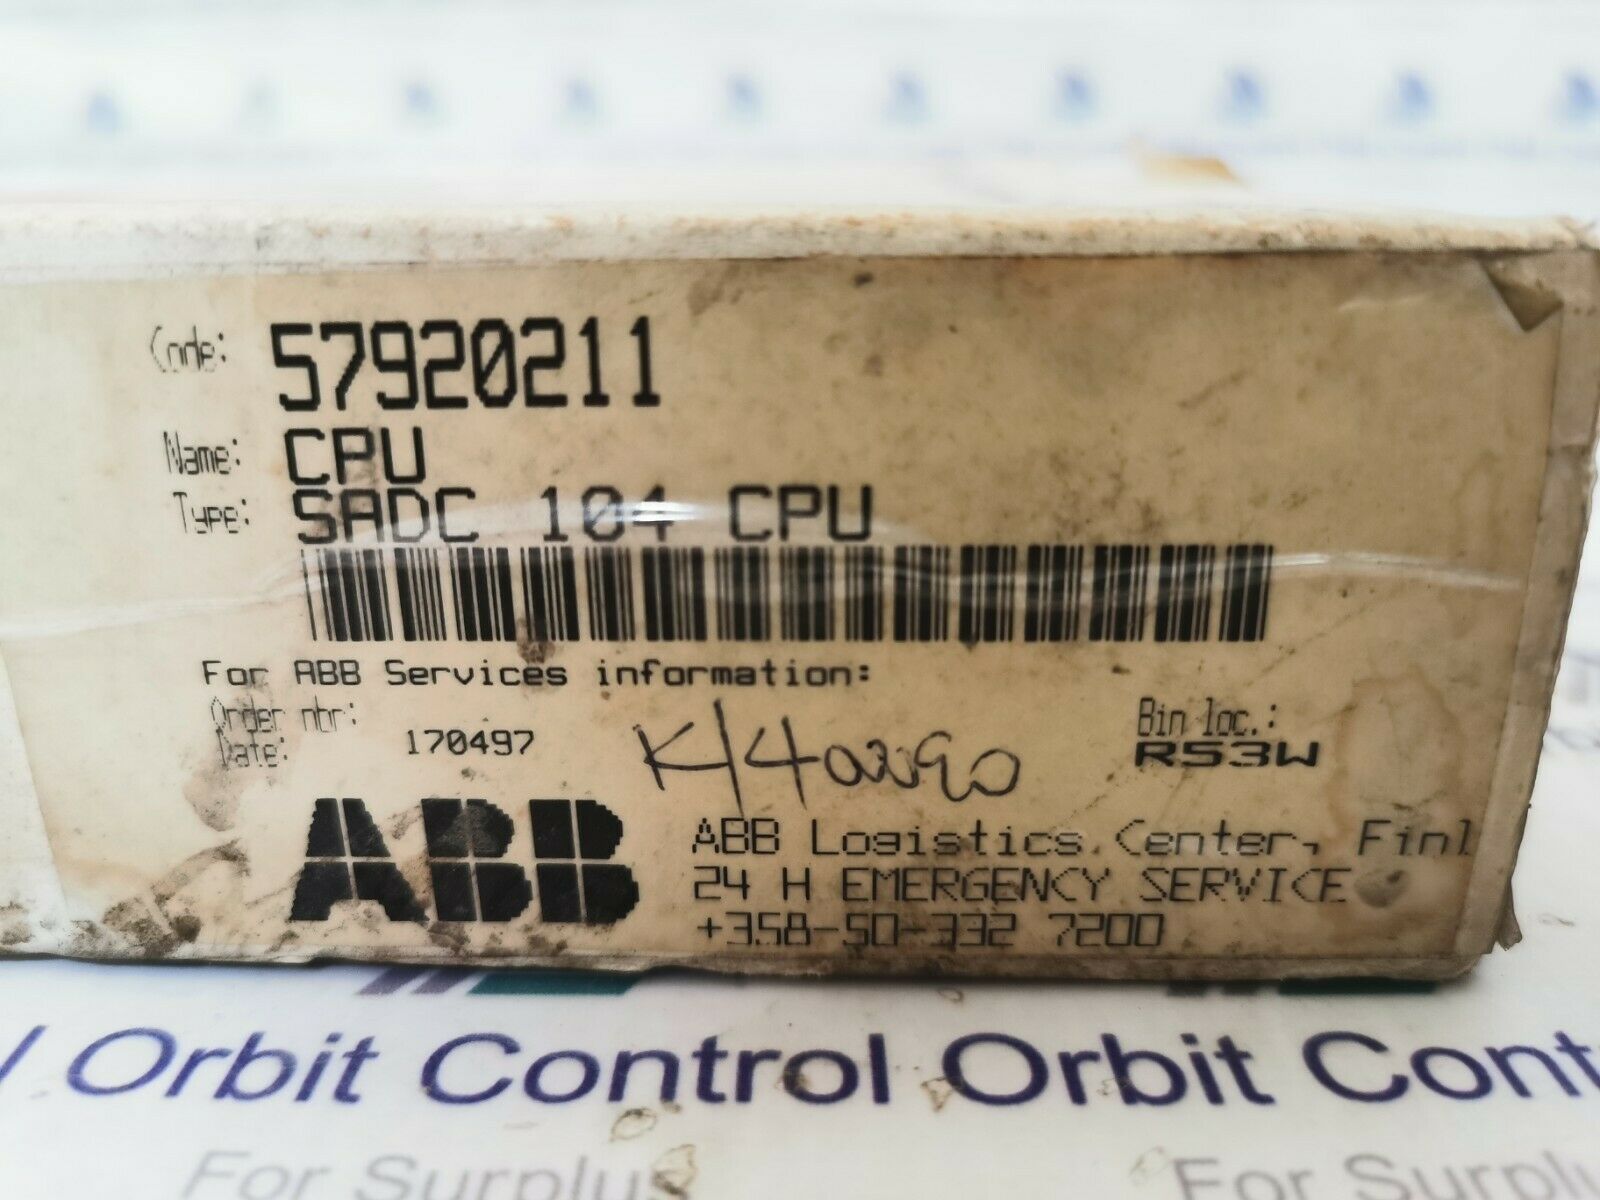 Code: 57920211
Name: CPU
Type: SADC 104 CPU
For ABB Services information:
Order nbr:
Date: 170497
Bin loc.:
R53W
ABB
ABB Logistics Center, Finl
24 H EMERGENCY SERVICE
+358-50-332 7200
Orbit Control Orbit Cont
For Surplus For Surplus